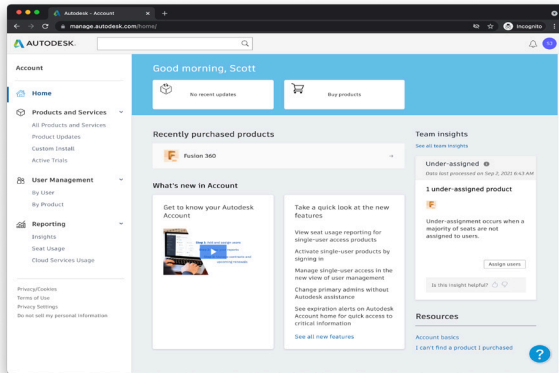 Autodesk - Account
manage.autodesk.com/home/
Incognito
AUTODESK
Account
Home
Products and Services
All Products and Services
Product Updates
Custom Install
Active Trials
User Management
By User
By Product
Reporting
Insights
Seat Usage
Cloud Services Usage
Privacy/Cookies
Terms of Use
Privacy Settings
Do not sell my personal information
Good morning, Scott
No recent updates
Buy products
Recently purchased products
F
Fusion 360
What's new in Account
Get to know your Autodesk
Account
Take a quick look at the new
features
View seat usage reporting for
single-user access products
Activate single-user products by
signing in
Manage single-user access in the
new view of user management
Change primary admins without
Autodesk assistance
See expiration alerts on Autodesk
Account home for quick access to
critical information
See all new features
Team insights
See all team insights
Under-assigned
Data last processed on Sep 2, 2021 6:43 AM
1 under-assigned product
F
Under-assignment occurs when a
majority of seats are not
assigned to users.
Assign users
Is this insight helpful?
Resources
Account basics
I can't find a product I purchased
?